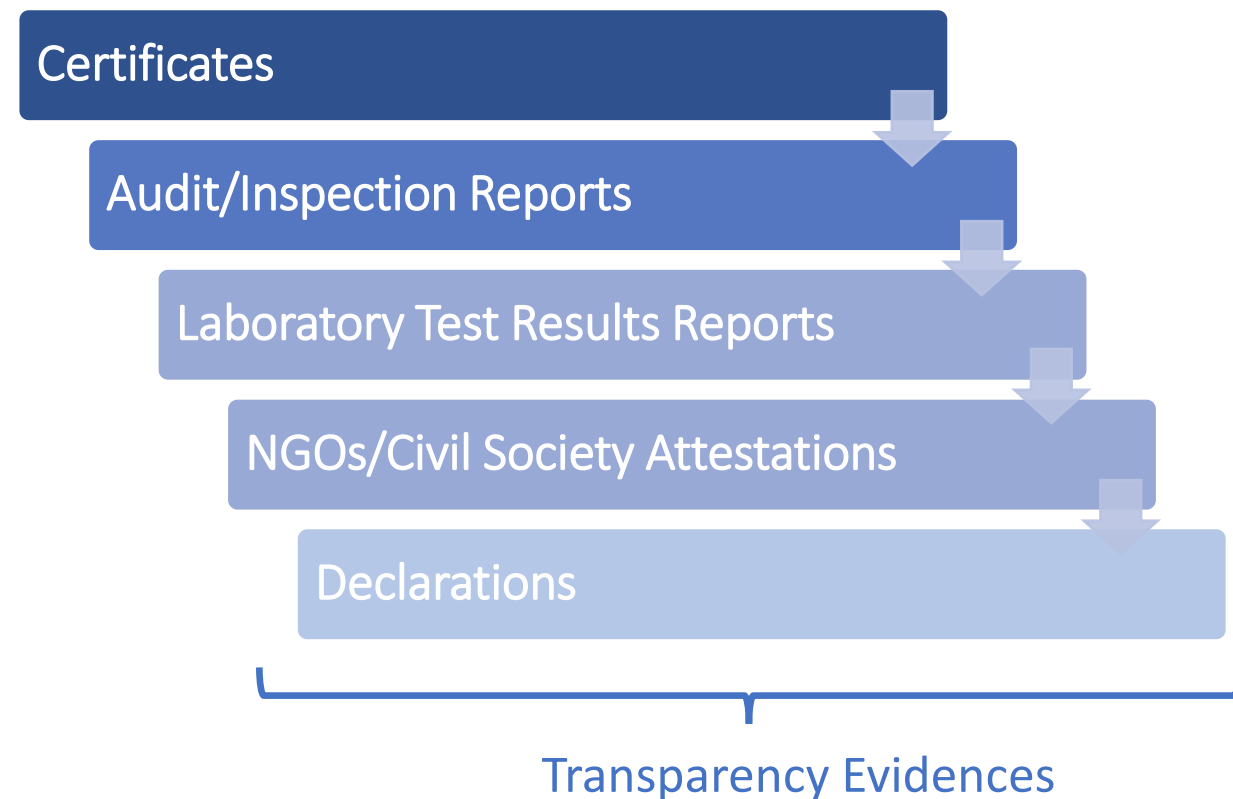 Certificates
Audit/Inspection Reports
Laboratory Test Results Reports
NGOs/Civil Society Attestations
Declarations
Transparency Evidences